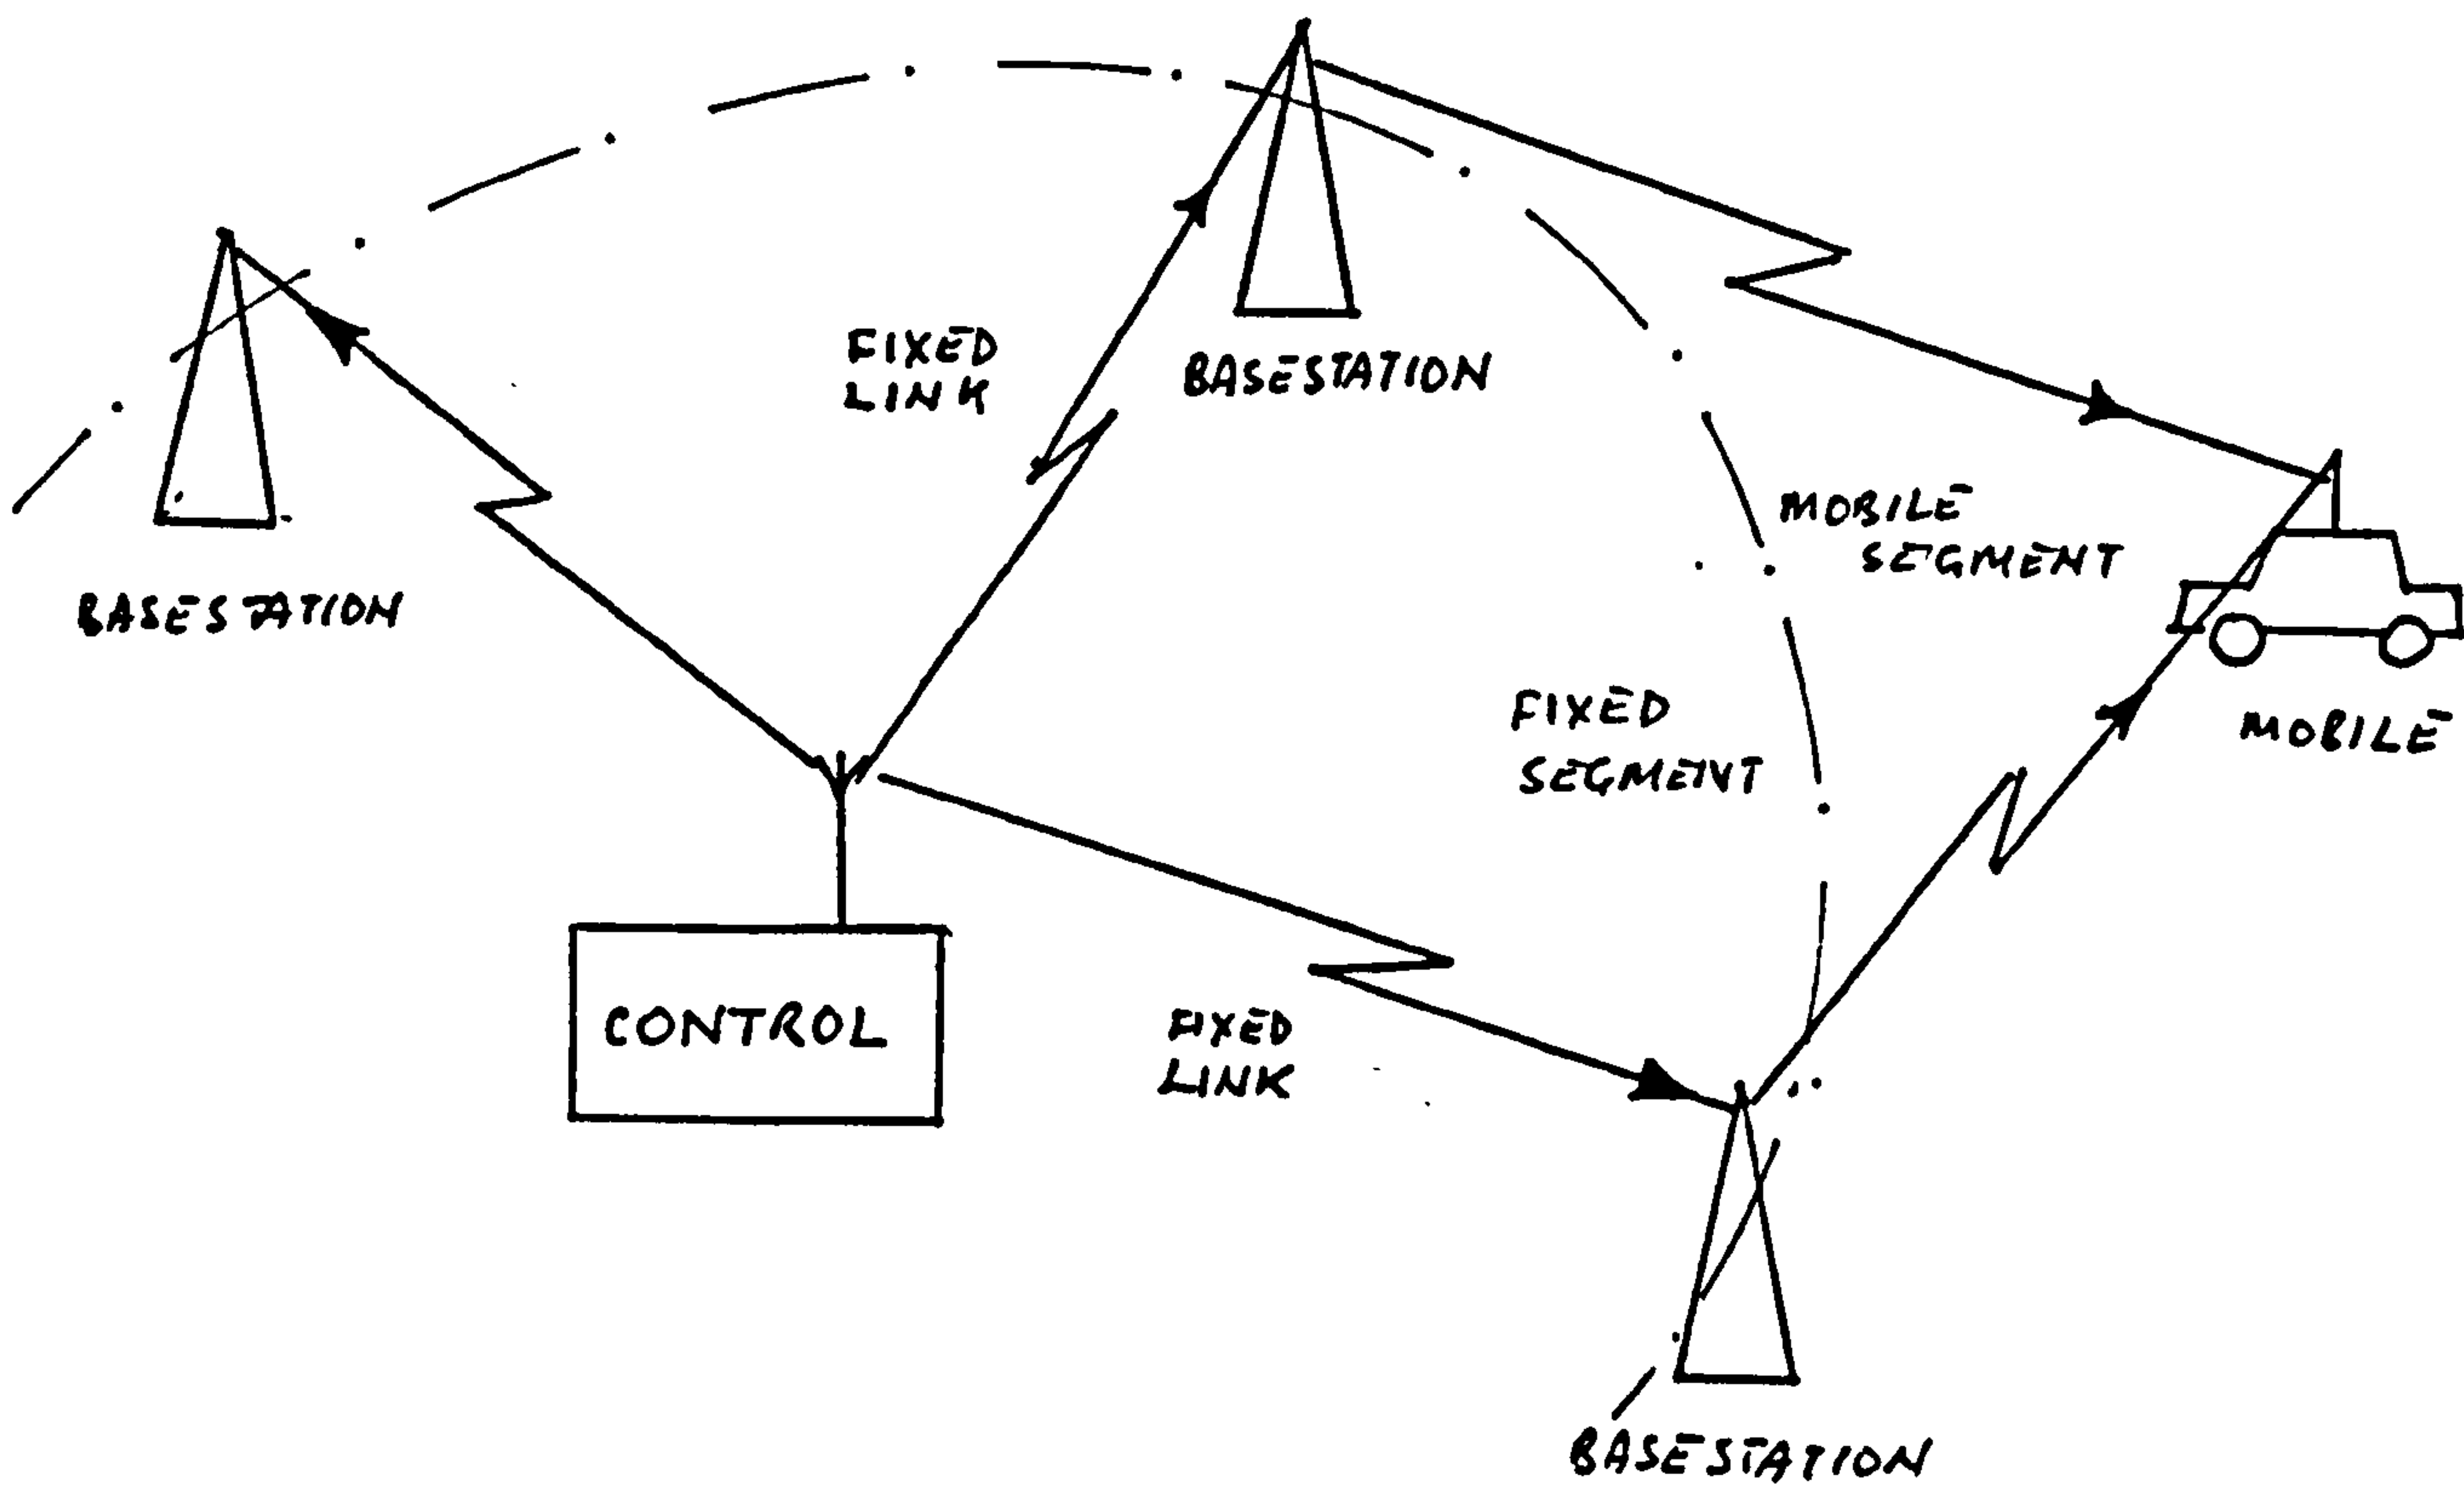 FIXED
LINK
BASESTATION
MOBILE
SEGMENT
BASESTATION
FIXED
SEGMENT
MOBILE
CONTROL
FIXED
LINK
BASESTATION